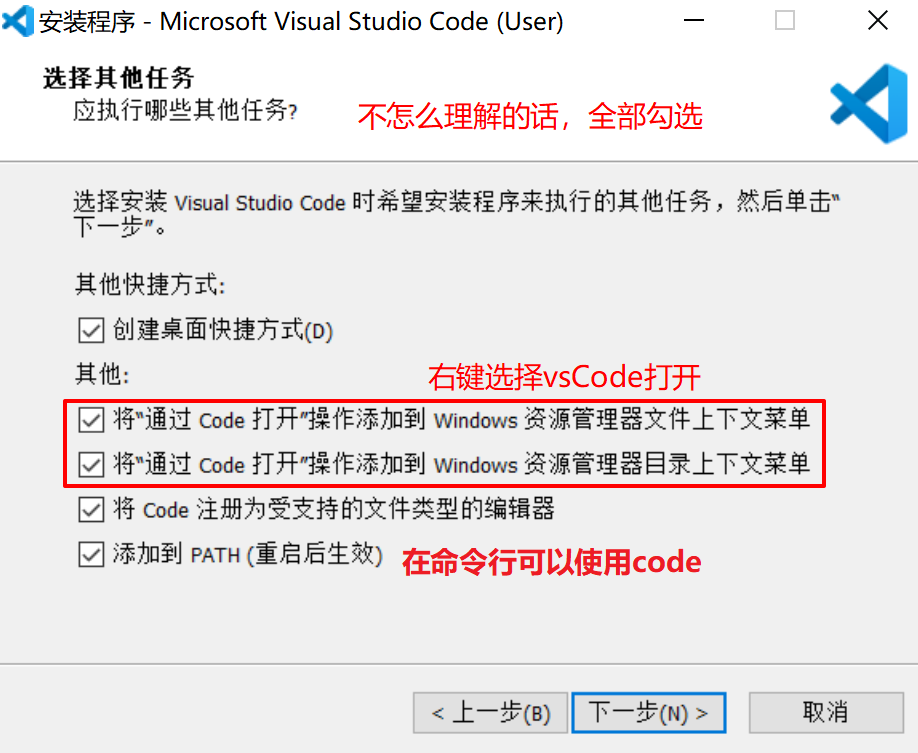 安装程序 - Microsoft Visual Studio Code (User)
选择其他任务
应执行哪些其他任务?
不怎么理解的话，全部勾选
选择安装 Visual Studio Code 时希望安装程序来执行的其他任务，然后单击“
下一步”。
其他快捷方式:
创建桌面快捷方式(D)
其他:
右键选择vsCode打开
将“通过 Code 打开”操作添加到 Windows 资源管理器文件上下文菜单
将“通过 Code 打开”操作添加到 Windows 资源管理器目录上下文菜单
将 Code 注册为受支持的文件类型的编辑器
添加到 PATH (重启后生效)
在命令行可以使用code
< 上一步(B)
下一步(N) >
取消